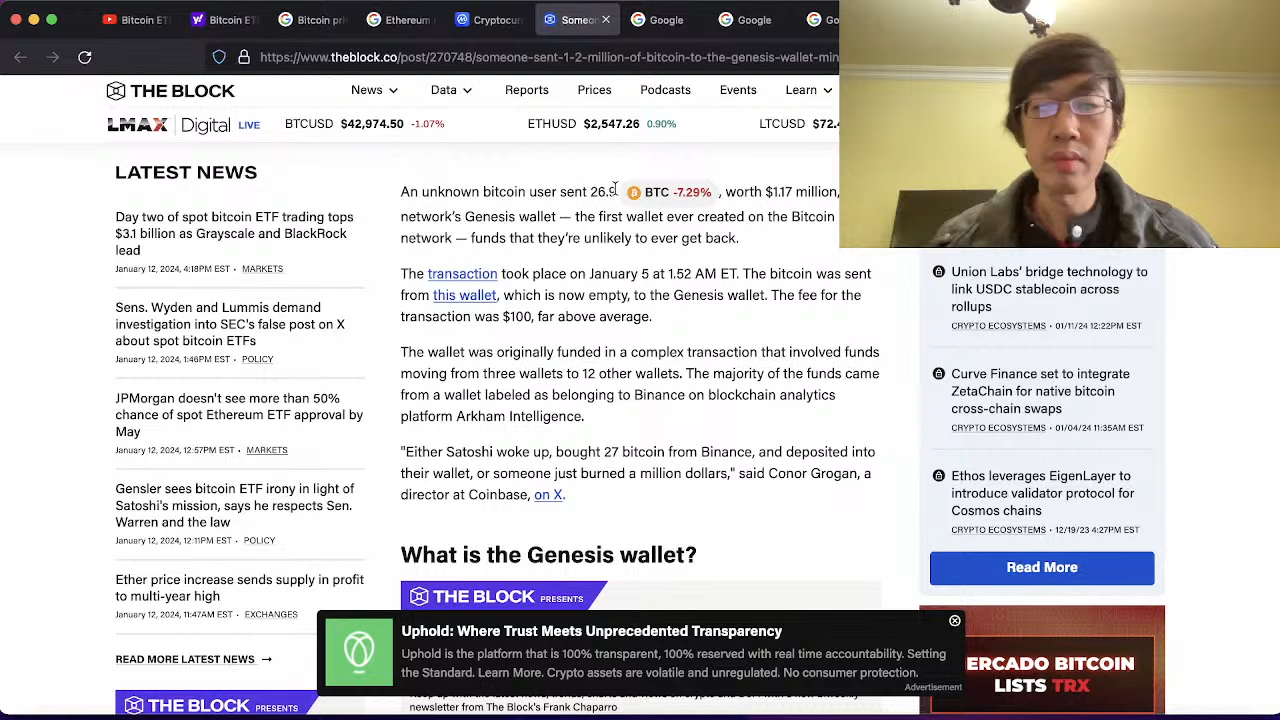 Bitcoin ET
Bitcoin ET
Bitcoin pri
Ethereum
Cryptocur
Someon
Google
Google
https://www.theblock.co/post/270748/someone-sent-1-2-million-of-bitcoin-to-the-genesis-wallet-min
THE BLOCK
News
Data
Reports
Prices
Podcasts
Events
Learn
LMAX Digital LIVE
BTCUSD $42,974.50 -1.07%
ETHUSD $2,547.26 0.90%
LTCUSD $72.4
LATEST NEWS
Day two of spot bitcoin ETF trading tops
$3.1 billion as Grayscale and BlackRock
lead
January 12, 2024, 4:18PM EST • MARKETS
Sens. Wyden and Lummis demand
investigation into SEC's false post on X
about spot bitcoin ETFs
January 12, 2024, 1:46PM EST • POLICY
JPMorgan doesn't see more than 50%
chance of spot Ethereum ETF approval by
May
January 12, 2024, 12:57PM EST • MARKETS
Gensler sees bitcoin ETF irony in light of
Satoshi's mission, says he respects Sen.
Warren and the law
January 12, 2024, 12:11PM EST • POLICY
Ether price increase sends supply in profit
to multi-year high
January 12, 2024, 11:47AM EST • EXCHANGES
READ MORE LATEST NEWS →
THE BLOCK PRESENTS
An unknown bitcoin user sent 26.9 BTC -7.29% , worth $1.17 million,
network's Genesis wallet — the first wallet ever created on the Bitcoin
network — funds that they're unlikely to ever get back.
The transaction took place on January 5 at 1.52 AM ET. The bitcoin was sent
from this wallet, which is now empty, to the Genesis wallet. The fee for the
transaction was $100, far above average.
The wallet was originally funded in a complex transaction that involved funds
moving from three wallets to 12 other wallets. The majority of the funds came
from a wallet labeled as belonging to Binance on blockchain analytics
platform Arkham Intelligence.
"Either Satoshi woke up, bought 27 bitcoin from Binance, and deposited into
their wallet, or someone just burned a million dollars," said Conor Grogan, a
director at Coinbase, on X.
What is the Genesis wallet?
THE BLOCK PRESENTS
newsletter from The Block's Frank Chaparro
Union Labs' bridge technology to
link USDC stablecoin across
rollups
CRYPTO ECOSYSTEMS • 01/11/24 12:22PM EST
Curve Finance set to integrate
ZetaChain for native bitcoin
cross-chain swaps
CRYPTO ECOSYSTEMS • 01/04/24 11:35AM EST
Ethos leverages EigenLayer to
introduce validator protocol for
Cosmos chains
CRYPTO ECOSYSTEMS • 12/19/23 4:27PM EST
Read More
Uphold: Where Trust Meets Unprecedented Transparency
Uphold is the platform that is 100% transparent, 100% reserved with real time accountability. Setting
the Standard. Learn More. Crypto assets are volatile and unregulated. No consumer protection.
Advertisement
ERCADO BITCOIN
LISTS TRX